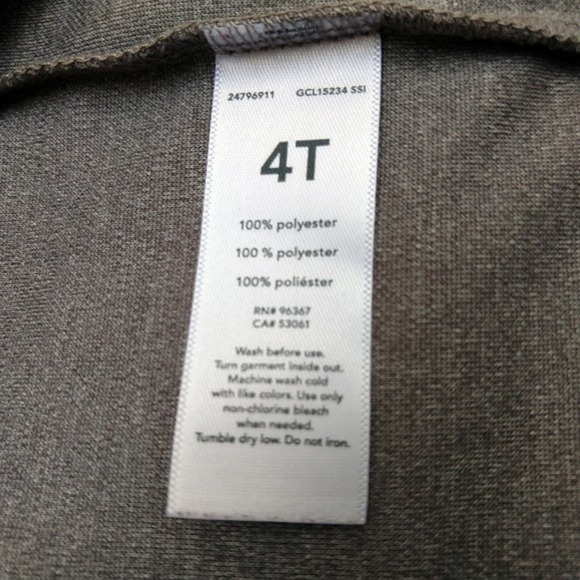 24796911 GCL15234 SSI
4T
100% polyester
100 % polyester
100% poliéster
RN# 96367
CA# 53061
Wash before use.
Turn garment inside out.
Machine wash cold
with like colors. Use only
non-chlorine bleach
when needed.
Tumble dry low. Do not iron.